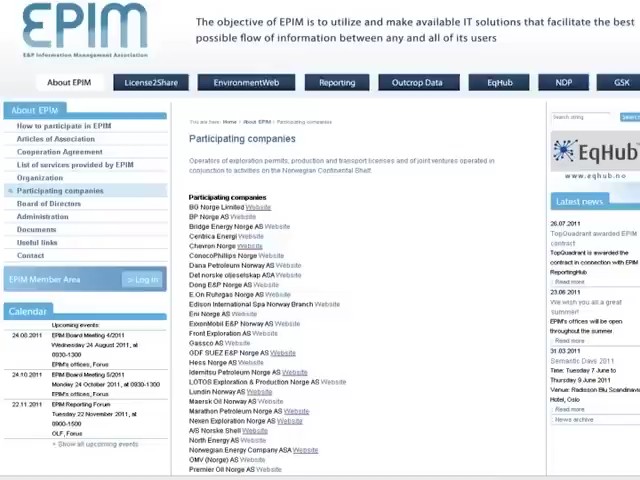 EPIM
E&P Information Management Association
The objective of EPIM is to utilize and make available IT solutions that facilitate the best
possible flow of information between any and all of its users
About EPIM
License2Share
EnvironmentWeb
Reporting
Outcrop Data
EqHub
NDP
GSK
About EPIM
How to participate in EPIM
Articles of Association
Cooperation Agreement
List of services provided by EPIM
Organization
Participating companies
Board of Directors
Administration
Documents
Useful links
Contact
EPIM Member Area
» Log in
Calendar
Upcoming events:
24.08.2011 EPIM Board Meeting 4/2011
Wednesday 24 August 2011, at
0930-1300
EPIM's offices, Forus
24.10.2011 EPIM Board Meeting 5/2011
Monday 24 October 2011, at 0930-1300
EPIM's offices, Forus
22.11.2011 EPIM Reporting Forum
Tuesday 22 November 2011, at
0900-1500
OLF, Forus
» Show all upcoming events
You are here: Home / About EPIM / Participating companies
Participating companies
Operators of exploration permits, production and transport licenses and of joint ventures operated in
conjunction to activities on the Norwegian Continental Shelf.
Participating companies
BG Norge Limited Website
BP Norge AS Website
Bridge Energy Norge AS Website
Centrica Energi Website
Chevron Norge Website
ConocoPhillips Norge Website
Dana Petroleum Norway AS Website
Det norske oljeselskap ASA Website
Dong E&P Norge AS Website
E.On Ruhrgas Norge AS Website
Edison International Spa Norway Branch Website
Eni Norge AS Website
ExxonMobil E&P Norway AS Website
Front Exploration AS Website
Gassco AS Website
GDF SUEZ E&P Norge AS Website
Hess Norge AS Website
Idemitsu Petroleum Norge AS Website
LOTOS Exploration & Production Norge AS Website
Lundin Norway AS Website
Maersk Oil Norway AS Website
Marathon Petroleum Norge AS Website
Nexen Exploration Norge AS Website
A/S Norske Shell Website
North Energy AS Website
Norwegian Energy Company ASA Website
OMV (Norge) AS Website
Premier Oil Norge AS Website
Search string
EqHub
www.eqhub.no
Latest news
26.07.2011
TopQuadrant awarded EPIM
contract
TopQuadrant is awarded the
contract in connection with EPIM
ReportingHub
Read more
23.06.2011
We wish you all a great
summer!
EPIM's offices will be open
throughout the summer
Read more
31.03.2011
Semantic Days 2011
Time: Tuesday 7 June to
Thursday 9 June 2011
Venue: Radisson Blu
Hotel, Oslo
Read more
News archive